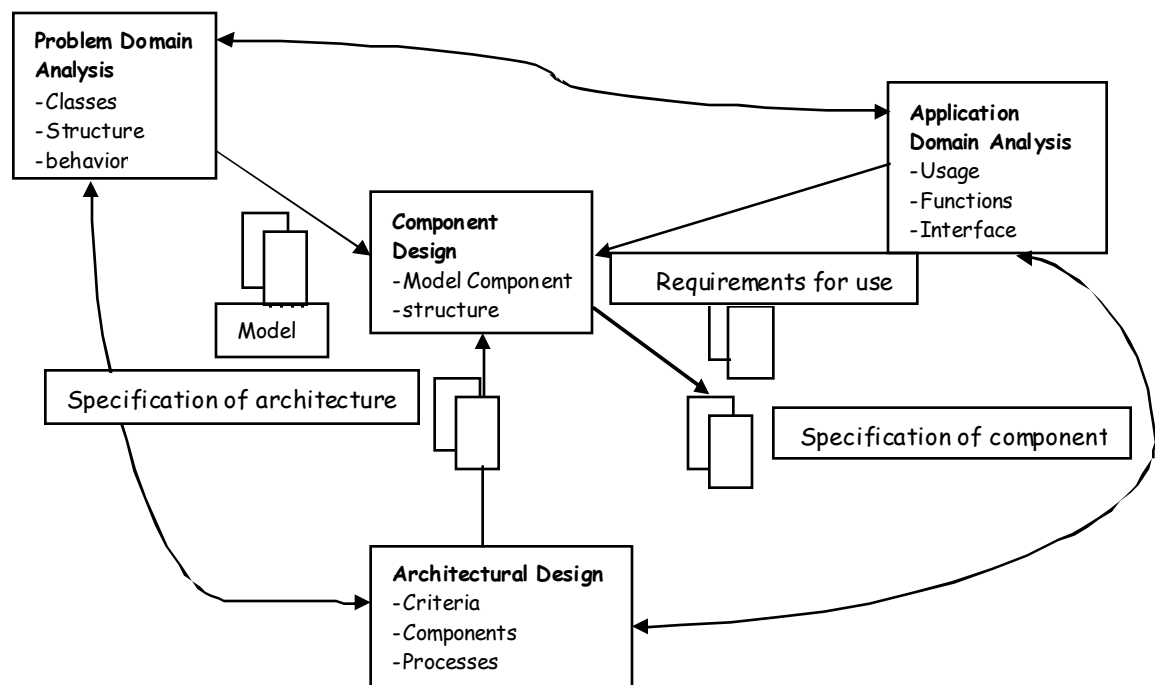 Problem Domain
Analysis
-Classes
-Structure
-behavior
Application
Domain Analysis
-Usage
-Functions
-Interface
Component
Design
-Model Component
-structure
Requirements for use
Model
Specification of architecture
Specification of component
Architectural Design
-Criteria
-Components
-Processes